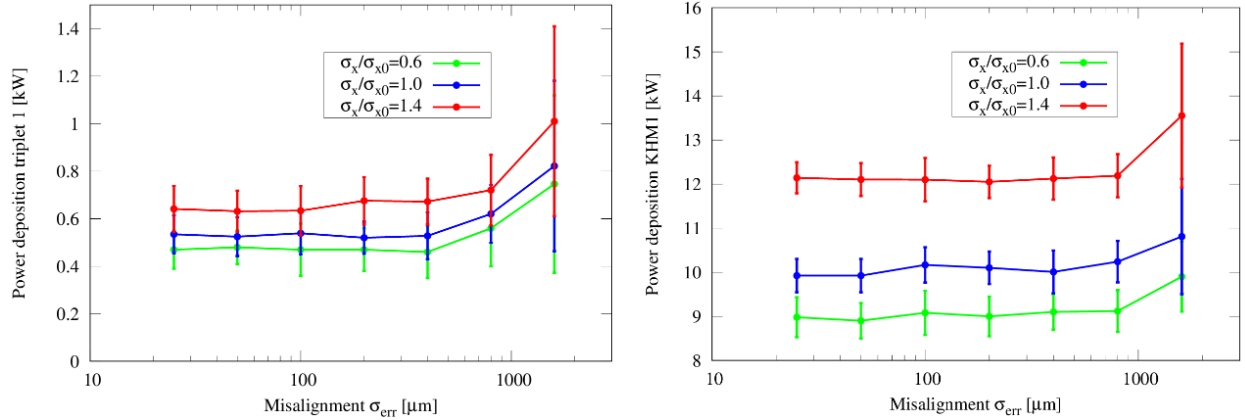 1.4
1.2
1
0.8
0.6
0.4
0.2
0
Power deposition triplet 1 [kW]
σx/σx0=0.6
σx/σx0=1.0
σx/σx0=1.4
10
100
1000
Misalignment σerr [μm]
16
15
14
13
12
11
10
9
8
Power deposition KHM1 [kW]
σx/σx0=0.6
σx/σx0=1.0
σx/σx0=1.4
10
100
1000
Misalignment σerr [μm]